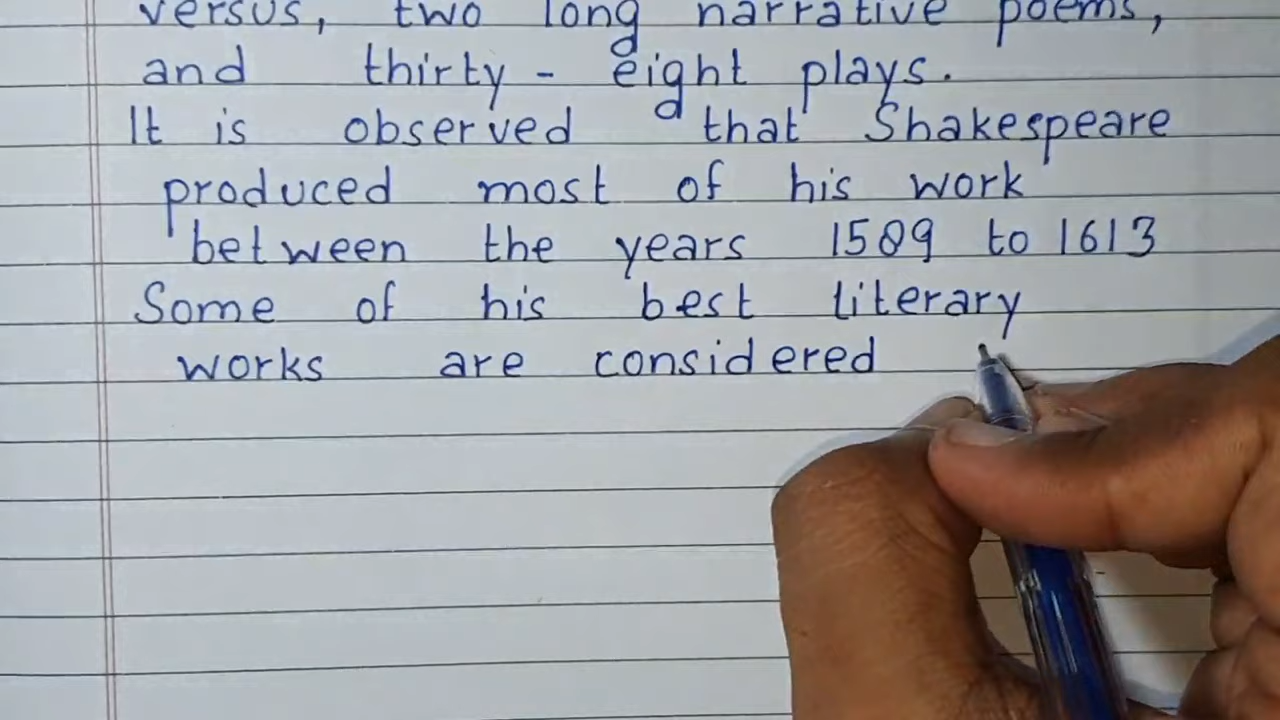 versus, two long narrative poems,
and thirty - eight plays.
It is observed that Shakespeare
produced most of his work
between the years 1509 to 1613
Some of his best literary
works are considered